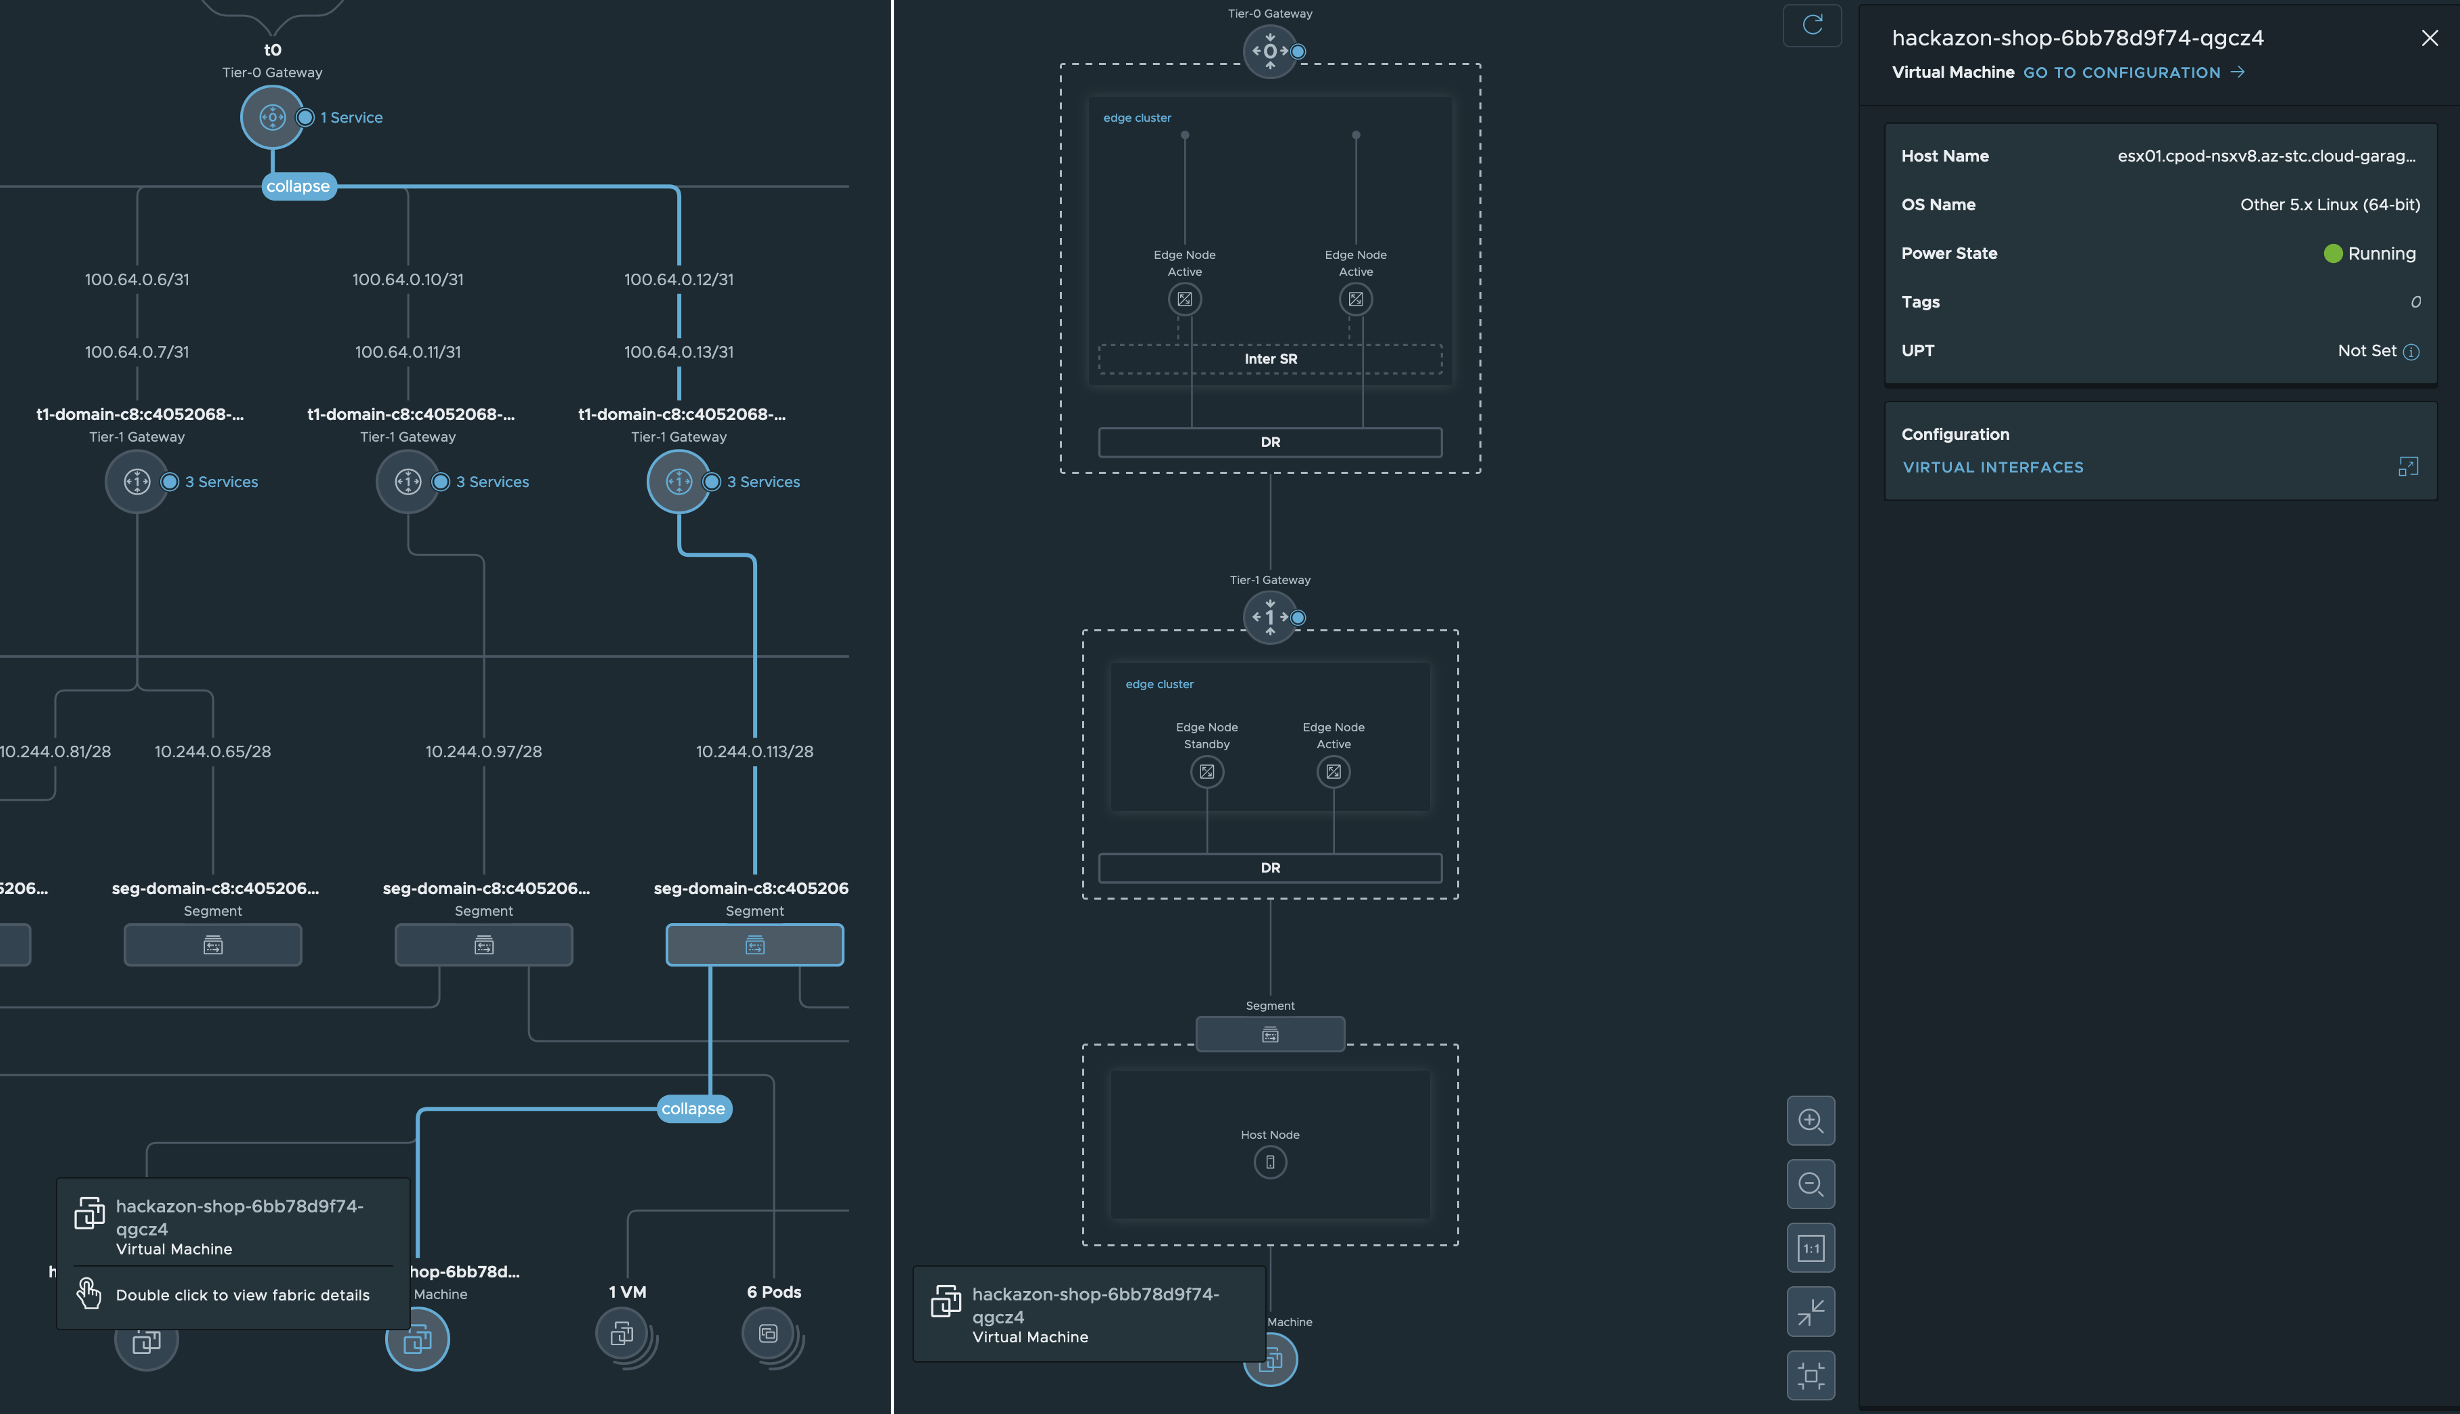 t0
Tier-0 Gateway
1 Service
collapse
100.64.0.6/31
100.64.0.10/31
100.64.0.12/31
100.64.0.7/31
100.64.0.11/31
100.64.0.13/31
t1-domain-c8:c4052068-...
t1-domain-c8:c4052068-...
t1-domain-c8:c4052068-...
Tier-1 Gateway
Tier-1 Gateway
Tier-1 Gateway
3 Services
3 Services
3 Services
10.244.0.81/28
10.244.0.65/28
10.244.0.97/28
10.244.0.113/28
5206...
seg-domain-c8:c405206...
seg-domain-c8:c405206...
seg-domain-c8:c405206
Segment
Segment
Segment
collapse
hackazon-shop-6bb78d9f74-
qgcz4
Virtual Machine
Double click to view fabric details
h
hop-6bb78d...
Machine
1 VM
6 Pods
Tier-0 Gateway
0
edge cluster
Edge Node
Active
Edge Node
Active
Inter SR
DR
Tier-1 Gateway
1
edge cluster
Edge Node
Standby
Edge Node
Active
DR
Segment
Host Node
hackazon-shop-6bb78d9f74-
qgcz4
Virtual Machine
Machine
1:1
hackazon-shop-6bb78d9f74-qgcz4
Virtual Machine GO TO CONFIGURATION →
Host Name esx01.cpod-nsxv8.az-stc.cloud-garag...
OS Name Other 5.x Linux (64-bit)
Power State Running
Tags 0
UPT Not Set
Configuration
VIRTUAL INTERFACES